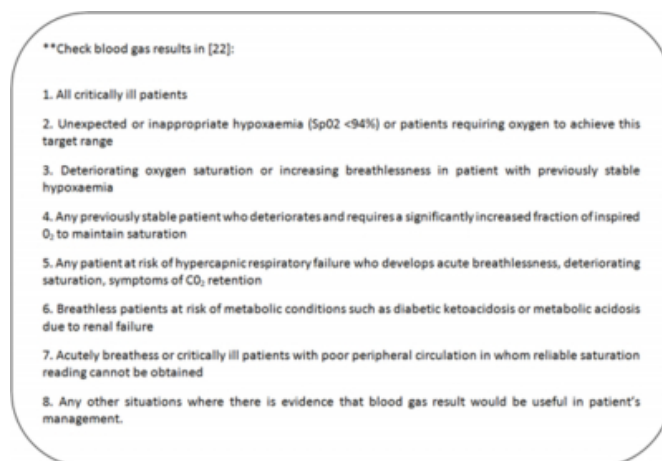 **Check blood gas results in [22]:
1. All critically ill patients
2. Unexpected or inappropriate hypoxaemia (Sp02 <94%) or patients requiring oxygen to achieve this
target range
3. Deteriorating oxygen saturation or increasing breathlessness in patient with previously stable
hypoxaemia
4. Any previously stable patient who deteriorates and requires a significantly increased fraction of inspired
0₂ to maintain saturation
5. Any patient at risk of hypercapnic respiratory failure who develops acute breathlessness, deteriorating
saturation, symptoms of C0₂ retention
6. Breathless patients at risk of metabolic conditions such as diabetic ketoacidosis or metabolic acidosis
due to renal failure
7. Acutely breathess or critically ill patients with poor peripheral circulation in whom reliable saturation
reading cannot be obtained
8. Any other situations where there is evidence that blood gas result would be useful in patient's
management.